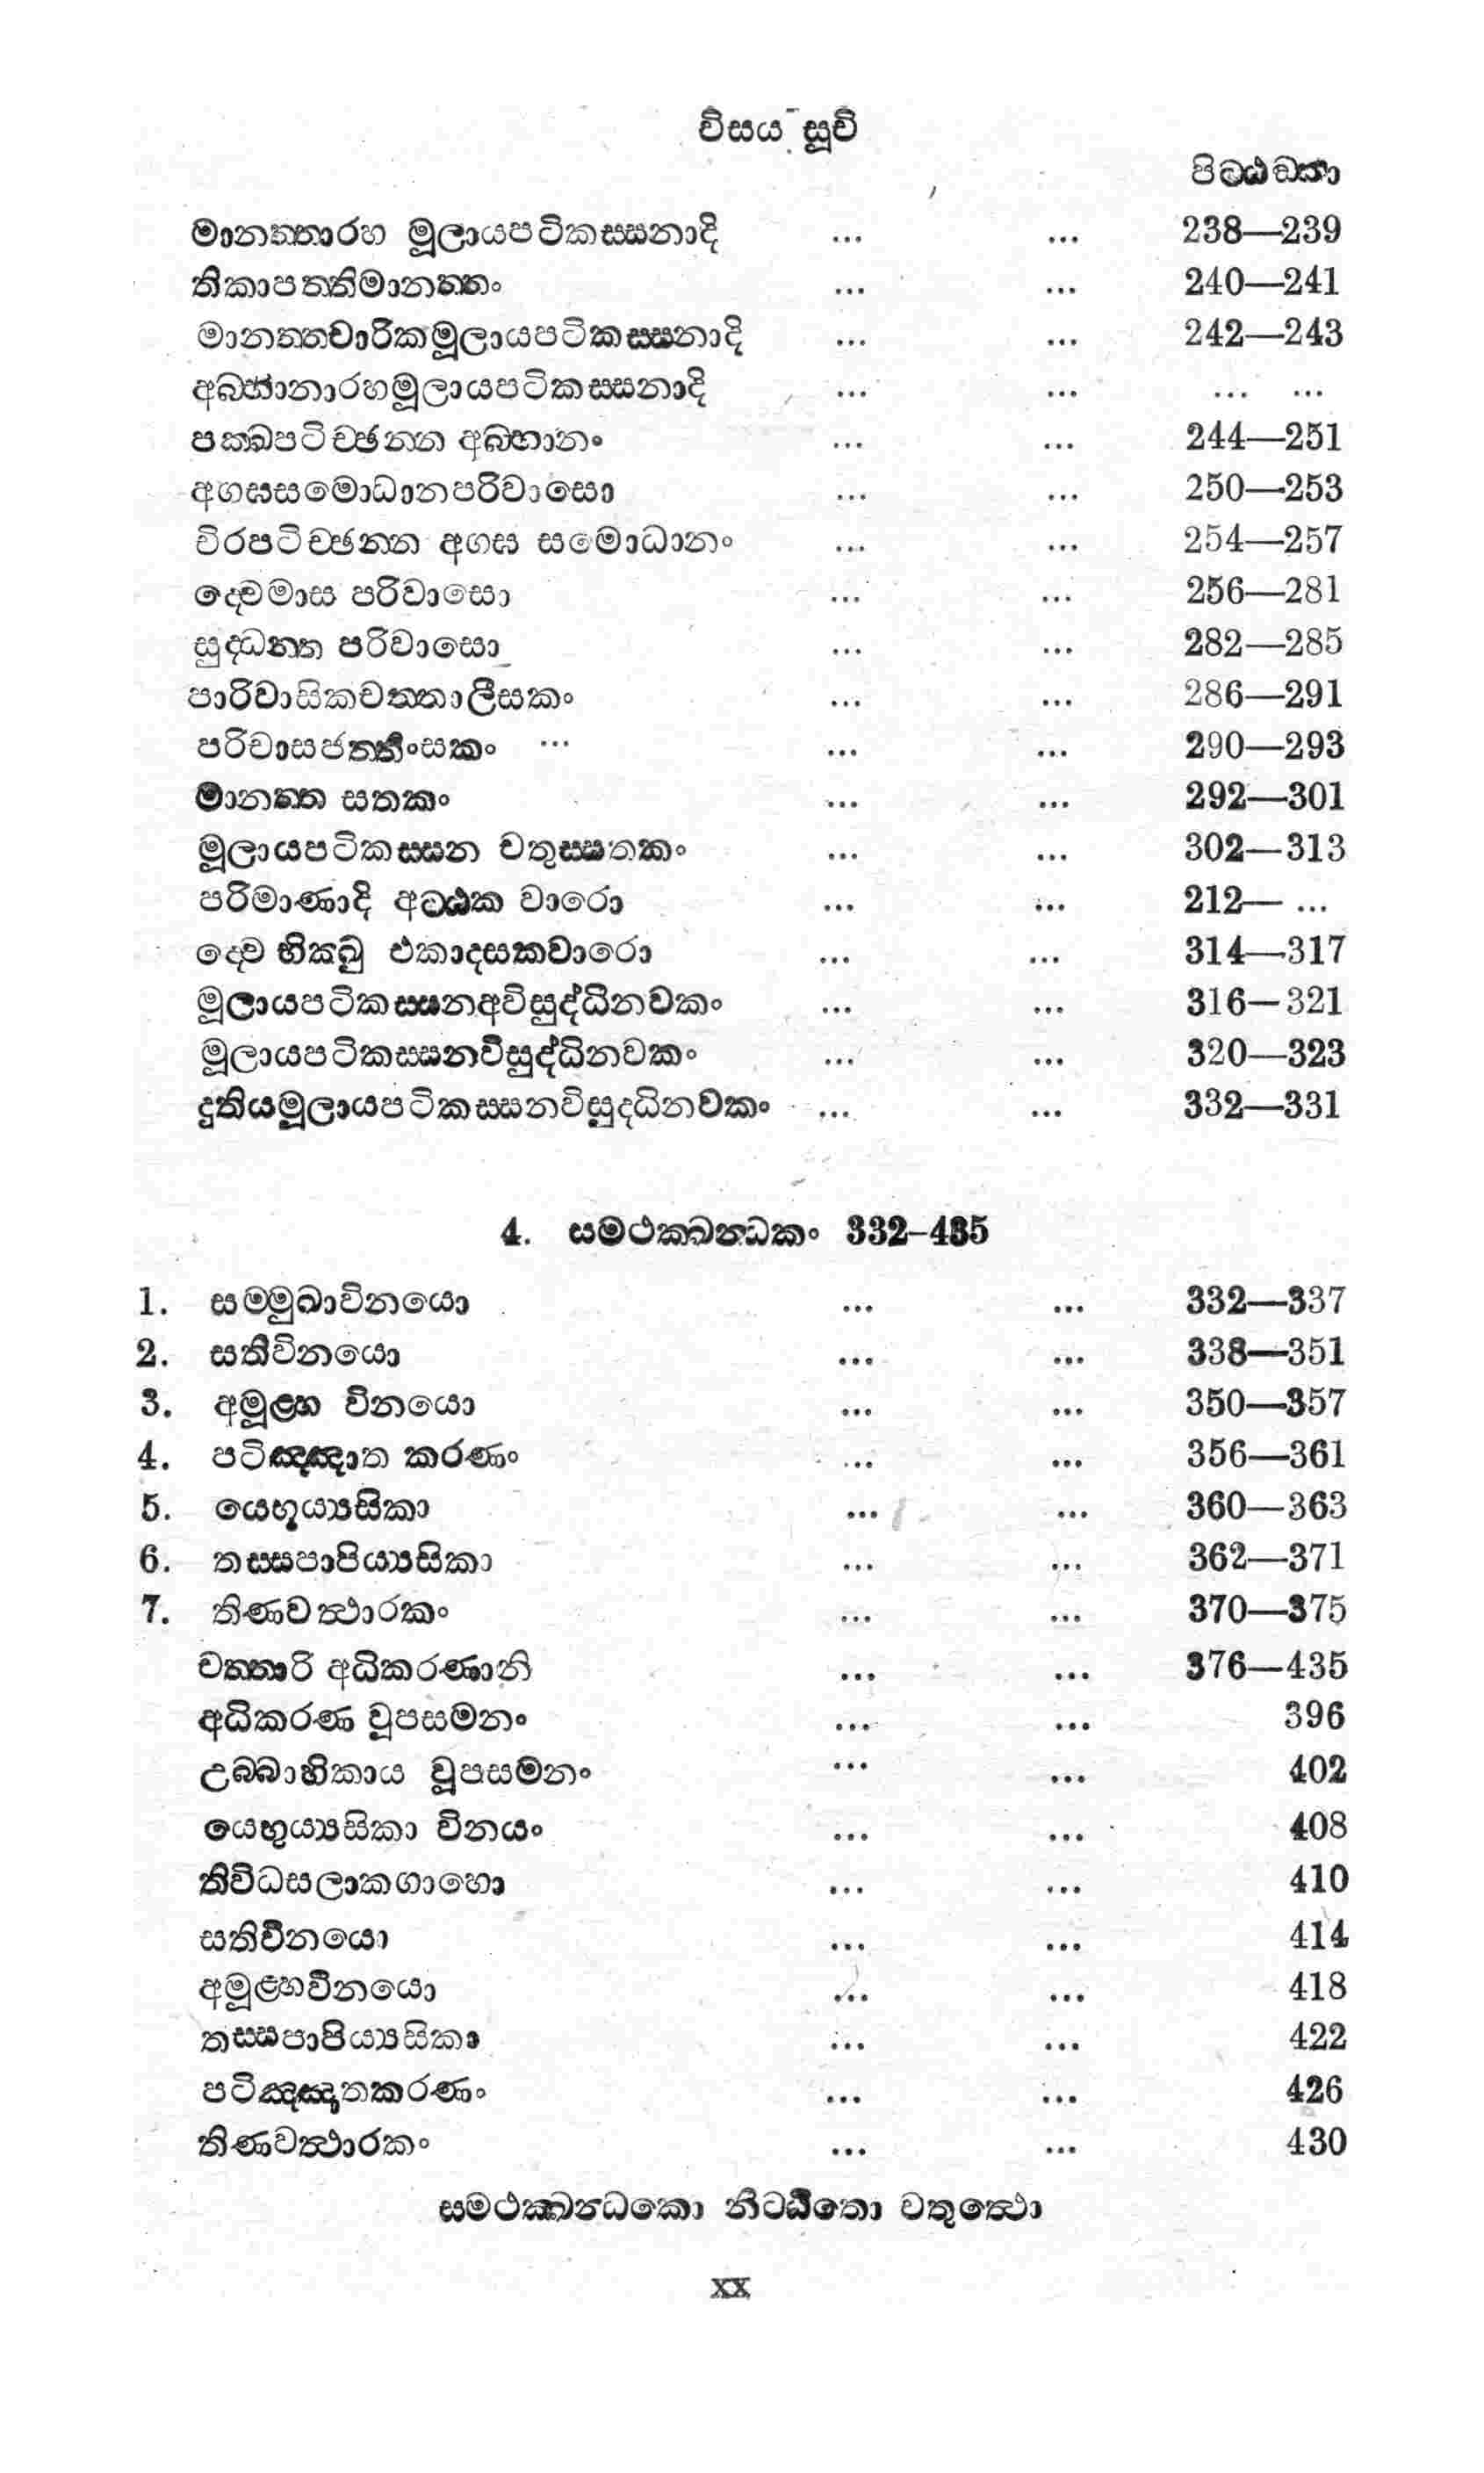 විසය සූචි
පිට්ඨඞ්කා
මානත්තාරහ මූලායපටිකස්සනාදි ... ... 238—239
තිකාපත්තිමානත්තං ... ... 240—241
මානත්තචාරිකමූලායපටිකස්සනාදි ... ... 242—243
අබ්භානාරහමූලායපටිකස්සනාදි ... ... ... ...
පක්ඛපටිච්ඡන්න අබ්භානං ... ... 244—251
අග්ඝසමොධානපරිවාසො ... ... 250—253
චිරපටිච්ඡන්න අග්ඝ සමොධානං ... ... 254—257
ද්වෙමාස පරිවාසො ... ... 256—281
සුද්ධන්ත පරිවාසො ... ... 282—285
පාරිවාසිකචත්තාලීසකං ... ... 286—291
පරිවාසඡත්තිංසකං ... ... ... 290—293
මානත්ත සතකං ... ... 292—301
මූලායපටිකස්සන චතුස්සතකං ... ... 302—313
පරිමාණාදි අට්ඨක වාරො ... ... 212— ...
ද්වෙ භික්ඛු එකාදසකවාරො ... ... 314—317
මූලායපටිකස්සනඅවිසුද්ධිනවකං ... ... 316—321
මූලායපටිකස්සනවිසුද්ධිනවකං ... ... 320—323
දුතියමූලායපටිකස්සනවිසුද්ධිනවකං ... ... 332—331
4. සමථක්ඛන්ධකං 332-435
1. සම්මුඛාවිනයො ... ... 332—337
2. සතිවිනයො ... ... 338—351
3. අමූළ්හ විනයො ... ... 350—357
4. පටිඤ්ඤාත කරණං ... ... 356—361
5. යෙභූය්‍යසිකා ... ... 360—363
6. තස්සපාපිය්‍යසිකා ... ... 362—371
7. තිණවත්ථාරකං ... ... 370—375
චත්තාරි අධිකරණානි ... ... 376—435
අධිකරණ වූපසමනං ... ... 396
උබ්බාහිකාය වූපසමනං ... ... 402
යෙභුය්‍යසිකා විනයං ... ... 408
තිවිධසලාකගාහො ... ... 410
සතිවිනයො ... ... 414
අමූළ්හවිනයො ... ... 418
තස්සපාපිය්‍යසිකා ... ... 422
පටිඤ්ඤාතකරණං ... ... 426
තිණවත්ථාරකං ... ... 430
සමථක්ඛන්ධකො නිට්ඨිතො චතුත්ථො
xx